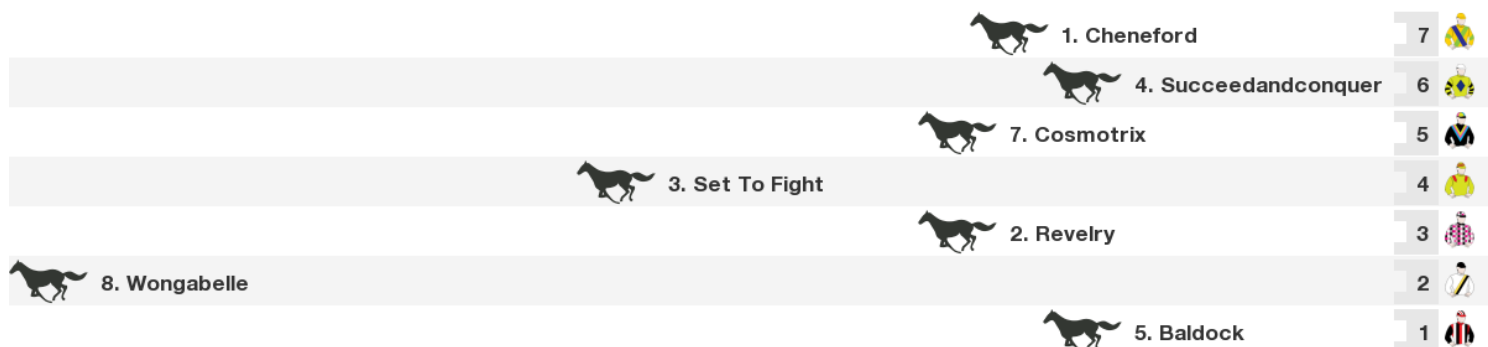 1. Cheneford 7
4. Succeedandconquer 6
7. Cosmotrix 5
3. Set To Fight 4
2. Revelry 3
8. Wongabelle 2
5. Baldock 1